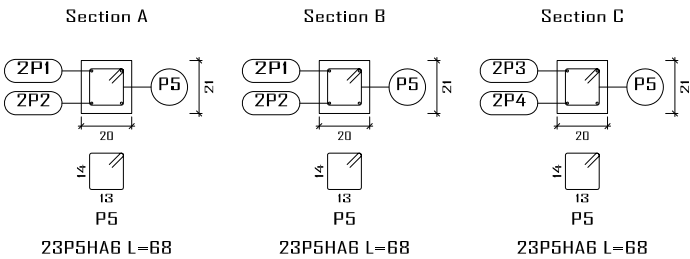 Section A
Section B
Section C
2P1
2P2
P5
21
20
2P1
2P2
P5
21
20
2P3
2P4
P5
21
20
14
13
P5
14
13
P5
14
13
P5
23P5HA6 L=68
23P5HA6 L=68
23P5HA6 L=68